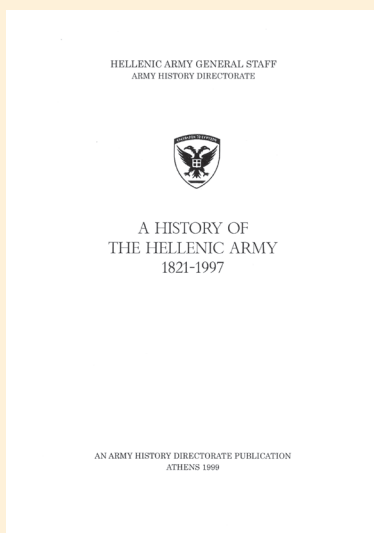 HELLENIC ARMY GENERAL STAFF
ARMY HISTORY DIRECTORATE
A HISTORY OF
THE HELLENIC ARMY
1821-1997
AN ARMY HISTORY DIRECTORATE PUBLICATION
ATHENS 1999